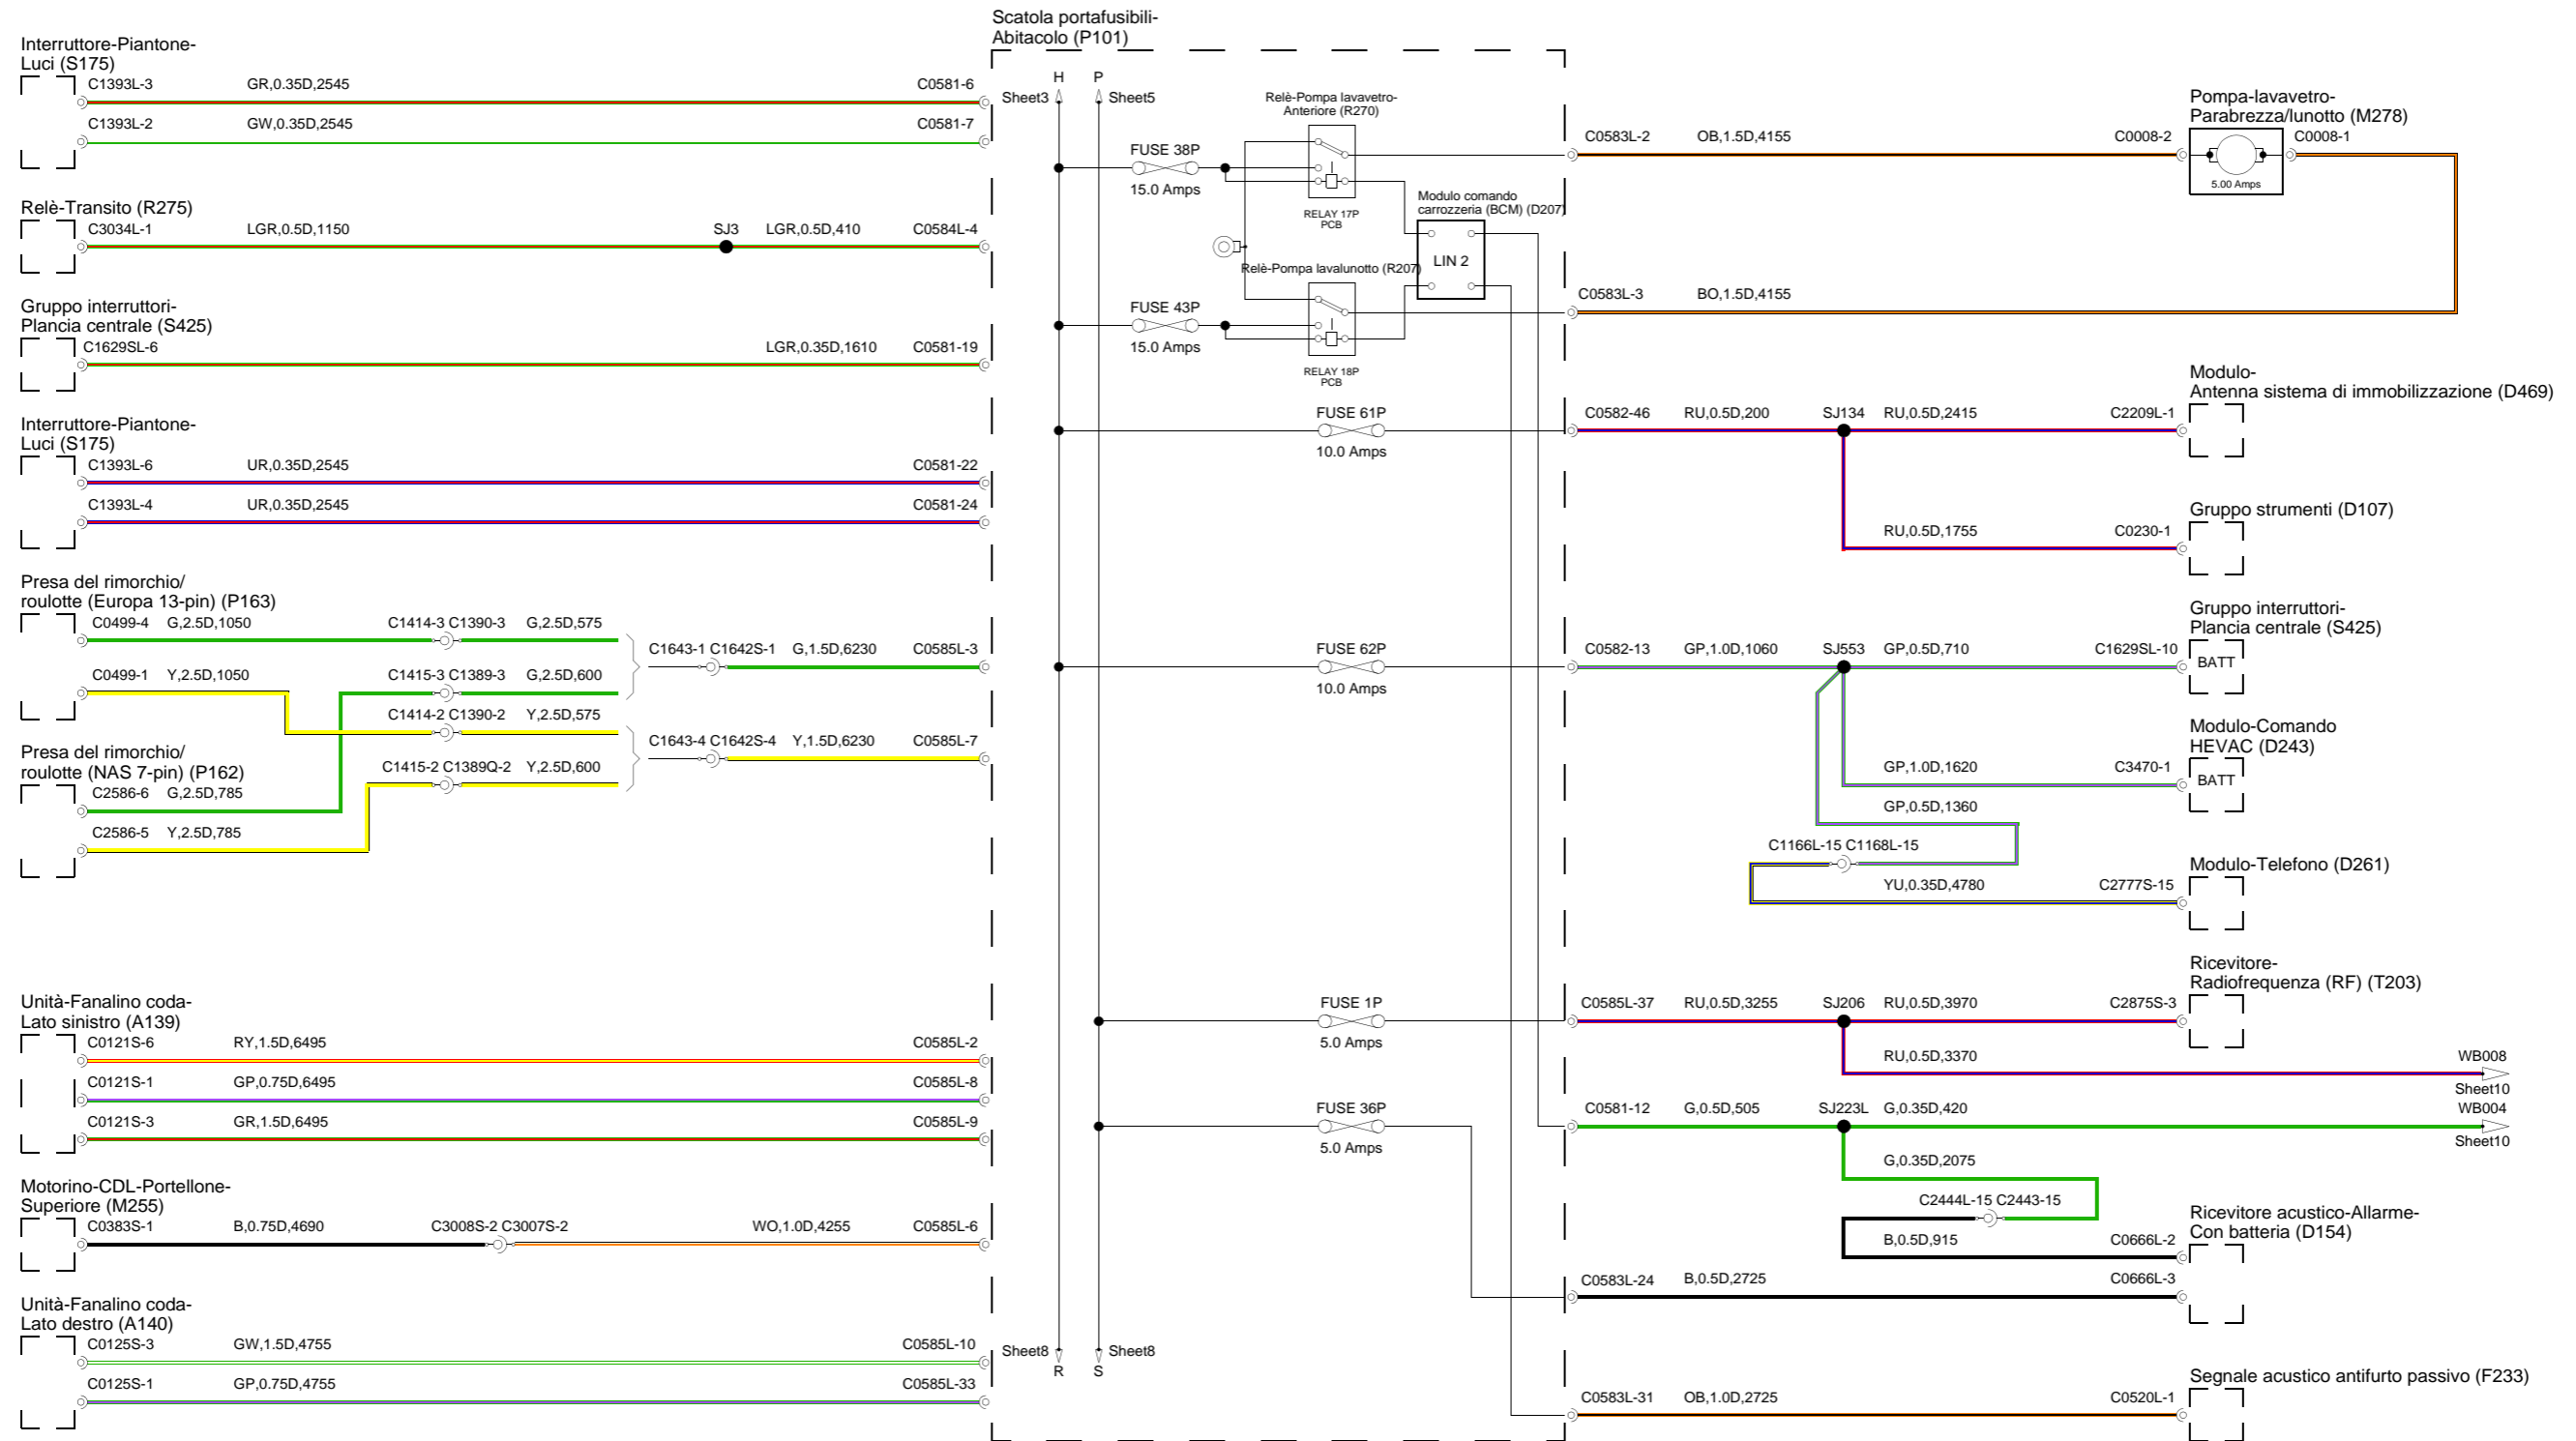 Scatola portafusibili-
Abitacolo (P101)
Interruttore-Piantone-
Luci (S175)
C1393L-3 GR,0.35D,2545 C0581-6
C1393L-2 GW,0.35D,2545 C0581-7
Relè-Transito (R275)
C3034L-1 LGR,0.5D,1150 SJ3 LGR,0.5D,410 C0584L-4
Gruppo interruttori-
Plancia centrale (S425)
C1629SL-6 LGR,0.35D,1610 C0581-19
Interruttore-Piantone-
Luci (S175)
C1393L-6 UR,0.35D,2545 C0581-22
C1393L-4 UR,0.35D,2545 C0581-24
Presa del rimorchio/
roulotte (Europa 13-pin) (P163)
C0499-4 G,2.5D,1050 C1414-3 C1390-3 G,2.5D,575
C1643-1 C1642S-1 G,1.5D,6230 C0585L-3
C0499-1 Y,2.5D,1050 C1415-3 C1389-3 G,2.5D,600
C1414-2 C1390-2 Y,2.5D,575
C1643-4 C1642S-4 Y,1.5D,6230 C0585L-7
Presa del rimorchio/
roulotte (NAS 7-pin) (P162)
C1415-2 C1389Q-2 Y,2.5D,600
C2586-6 G,2.5D,785
C2586-5 Y,2.5D,785
Unità-Fanalino coda-
Lato sinistro (A139)
C0121S-6 RY,1.5D,6495 C0585L-2
C0121S-1 GP,0.75D,6495 C0585L-8
C0121S-3 GR,1.5D,6495 C0585L-9
Motorino-CDL-Portellone-
Superiore (M255)
C0383S-1 B,0.75D,4690 C3008S-2 C3007S-2 WO,1.0D,4255 C0585L-6
Unità-Fanalino coda-
Lato destro (A140)
C0125S-3 GW,1.5D,4755 C0585L-10
C0125S-1 GP,0.75D,4755 C0585L-33
H P
Sheet3 Sheet5
Relè-Pompa lavavetro-
Anteriore (R270)
FUSE 38P
15.0 Amps
RELAY 17P
PCB
Modulo comando
carrozzeria (BCM) (D207)
LIN 2
Relè-Pompa lavalunotto (R207)
FUSE 43P
15.0 Amps
RELAY 18P
PCB
FUSE 61P
10.0 Amps
FUSE 62P
10.0 Amps
FUSE 1P
5.0 Amps
FUSE 36P
5.0 Amps
Sheet8 Sheet8
R S
Pompa-lavavetro-
Parabrezza/lunotto (M278)
C0583L-2 OB,1.5D,4155 C0008-2 C0008-1
5.00 Amps
C0583L-3 BO,1.5D,4155
Modulo-
Antenna sistema di immobilizzazione (D469)
C0582-46 RU,0.5D,200 SJ134 RU,0.5D,2415 C2209L-1
Gruppo strumenti (D107)
RU,0.5D,1755 C0230-1
Gruppo interruttori-
Plancia centrale (S425)
C0582-13 GP,1.0D,1060 SJ553 GP,0.5D,710 C1629SL-10
BATT
Modulo-Comando
HEVAC (D243)
GP,1.0D,1620 C3470-1
BATT
GP,0.5D,1360
C1166L-15 C1168L-15
Modulo-Telefono (D261)
YU,0.35D,4780 C2777S-15
Ricevitore-
Radiofrequenza (RF) (T203)
C0585L-37 RU,0.5D,3255 SJ206 RU,0.5D,3970 C2875S-3
RU,0.5D,3370 WB008
Sheet10
C0581-12 G,0.5D,505 SJ223L G,0.35D,420 WB004
Sheet10
G,0.35D,2075
C2444L-15 C2443-15
Ricevitore acustico-Allarme-
Con batteria (D154)
B,0.5D,915 C0666L-2
C0583L-24 B,0.5D,2725 C0666L-3
Segnale acustico antifurto passivo (F233)
C0583L-31 OB,1.0D,2725 C0520L-1